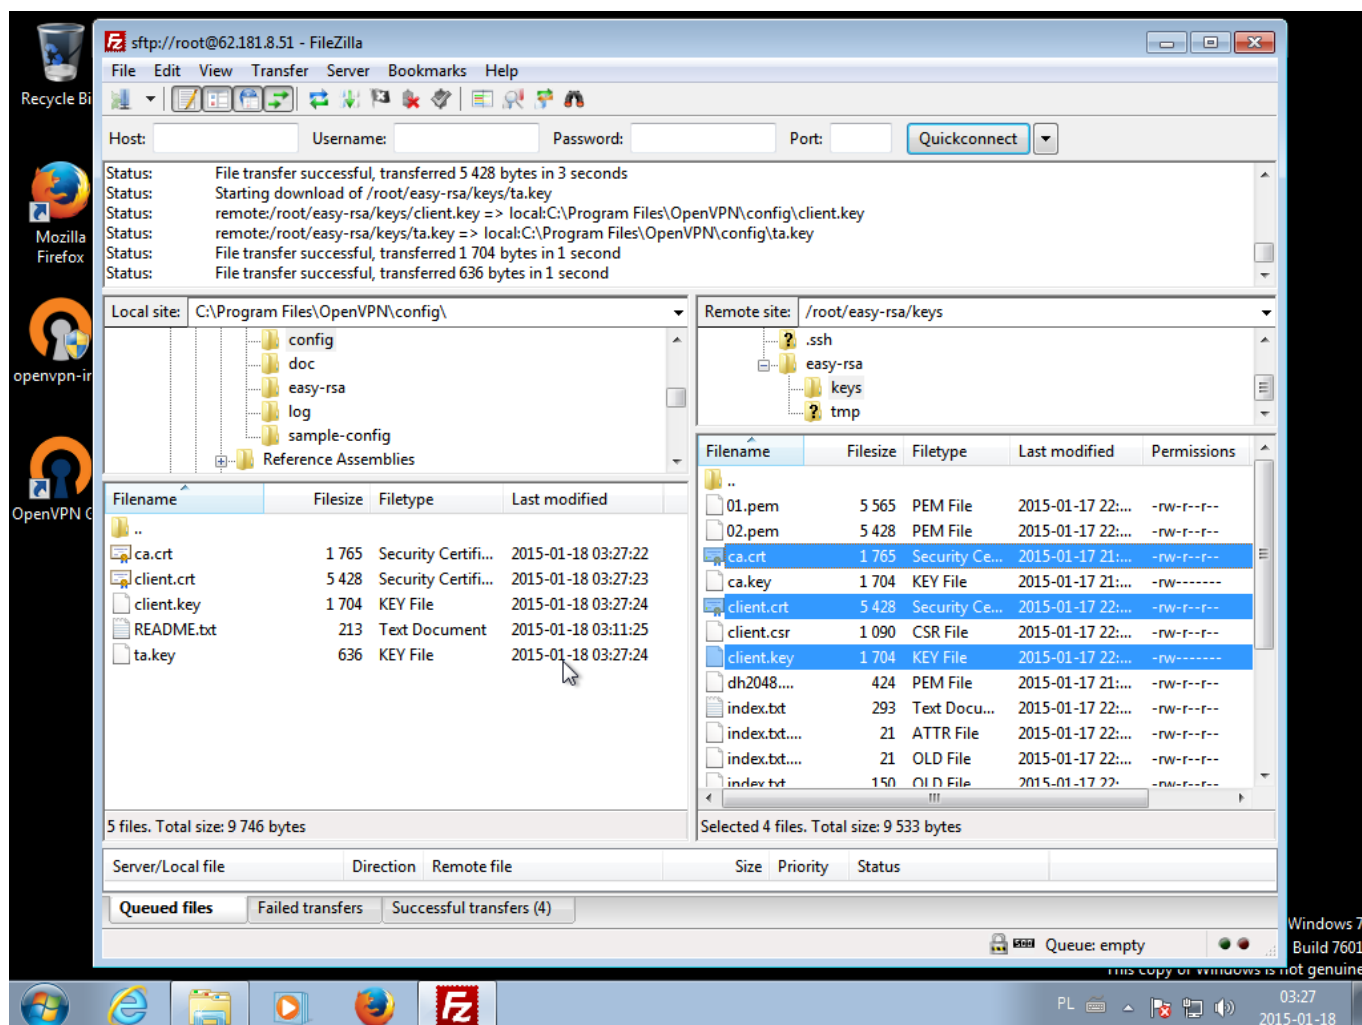 sftp://root@62.181.8.51 - FileZilla
File Edit View Transfer Server Bookmarks Help
Host: Username: Password: Port: Quickconnect
Status: File transfer successful, transferred 5 428 bytes in 3 seconds
Status: Starting download of /root/easy-rsa/keys/ta.key
Status: remote:/root/easy-rsa/keys/client.key => local:C:\Program Files\OpenVPN\config\client.key
Status: remote:/root/easy-rsa/keys/ta.key => local:C:\Program Files\OpenVPN\config\ta.key
Status: File transfer successful, transferred 1 704 bytes in 1 second
Status: File transfer successful, transferred 636 bytes in 1 second
Local site: C:\Program Files\OpenVPN\config\
config
doc
easy-rsa
log
sample-config
Reference Assemblies
Filename Filesize Filetype Last modified
..
ca.crt 1 765 Security Certifi... 2015-01-18 03:27:22
client.crt 5 428 Security Certifi... 2015-01-18 03:27:23
client.key 1 704 KEY File 2015-01-18 03:27:24
README.txt 213 Text Document 2015-01-18 03:11:25
ta.key 636 KEY File 2015-01-18 03:27:24
5 files. Total size: 9 746 bytes
Remote site: /root/easy-rsa/keys
.ssh
easy-rsa
keys
tmp
Filename Filesize Filetype Last modified Permissions
..
01.pem 5 565 PEM File 2015-01-17 22:... -rw-r--r--
02.pem 5 428 PEM File 2015-01-17 22:... -rw-r--r--
ca.crt 1 765 Security Ce... 2015-01-17 21:... -rw-r--r--
ca.key 1 704 KEY File 2015-01-17 21:... -rw-------
client.crt 5 428 Security Ce... 2015-01-17 22:... -rw-r--r--
client.csr 1 090 CSR File 2015-01-17 22:... -rw-r--r--
client.key 1 704 KEY File 2015-01-17 22:... -rw-------
dh2048.... 424 PEM File 2015-01-17 21:... -rw-r--r--
index.txt 293 Text Docu... 2015-01-17 22:... -rw-r--r--
index.txt.... 21 ATTR File 2015-01-17 22:... -rw-r--r--
index.txt.... 21 OLD File 2015-01-17 22:... -rw-r--r--
index.txt 150 OLD File 2015-01-17 22: -rw-r--r--
Selected 4 files. Total size: 9 533 bytes
Server/Local file Direction Remote file Size Priority Status
Queued files Failed transfers Successful transfers (4)
Queue: empty
Recycle Bi
Mozilla
Firefox
openvpn-in
OpenVPN G
Windows 7
Build 7601
This copy of Windows is not genuine
PL
03:27
2015-01-18